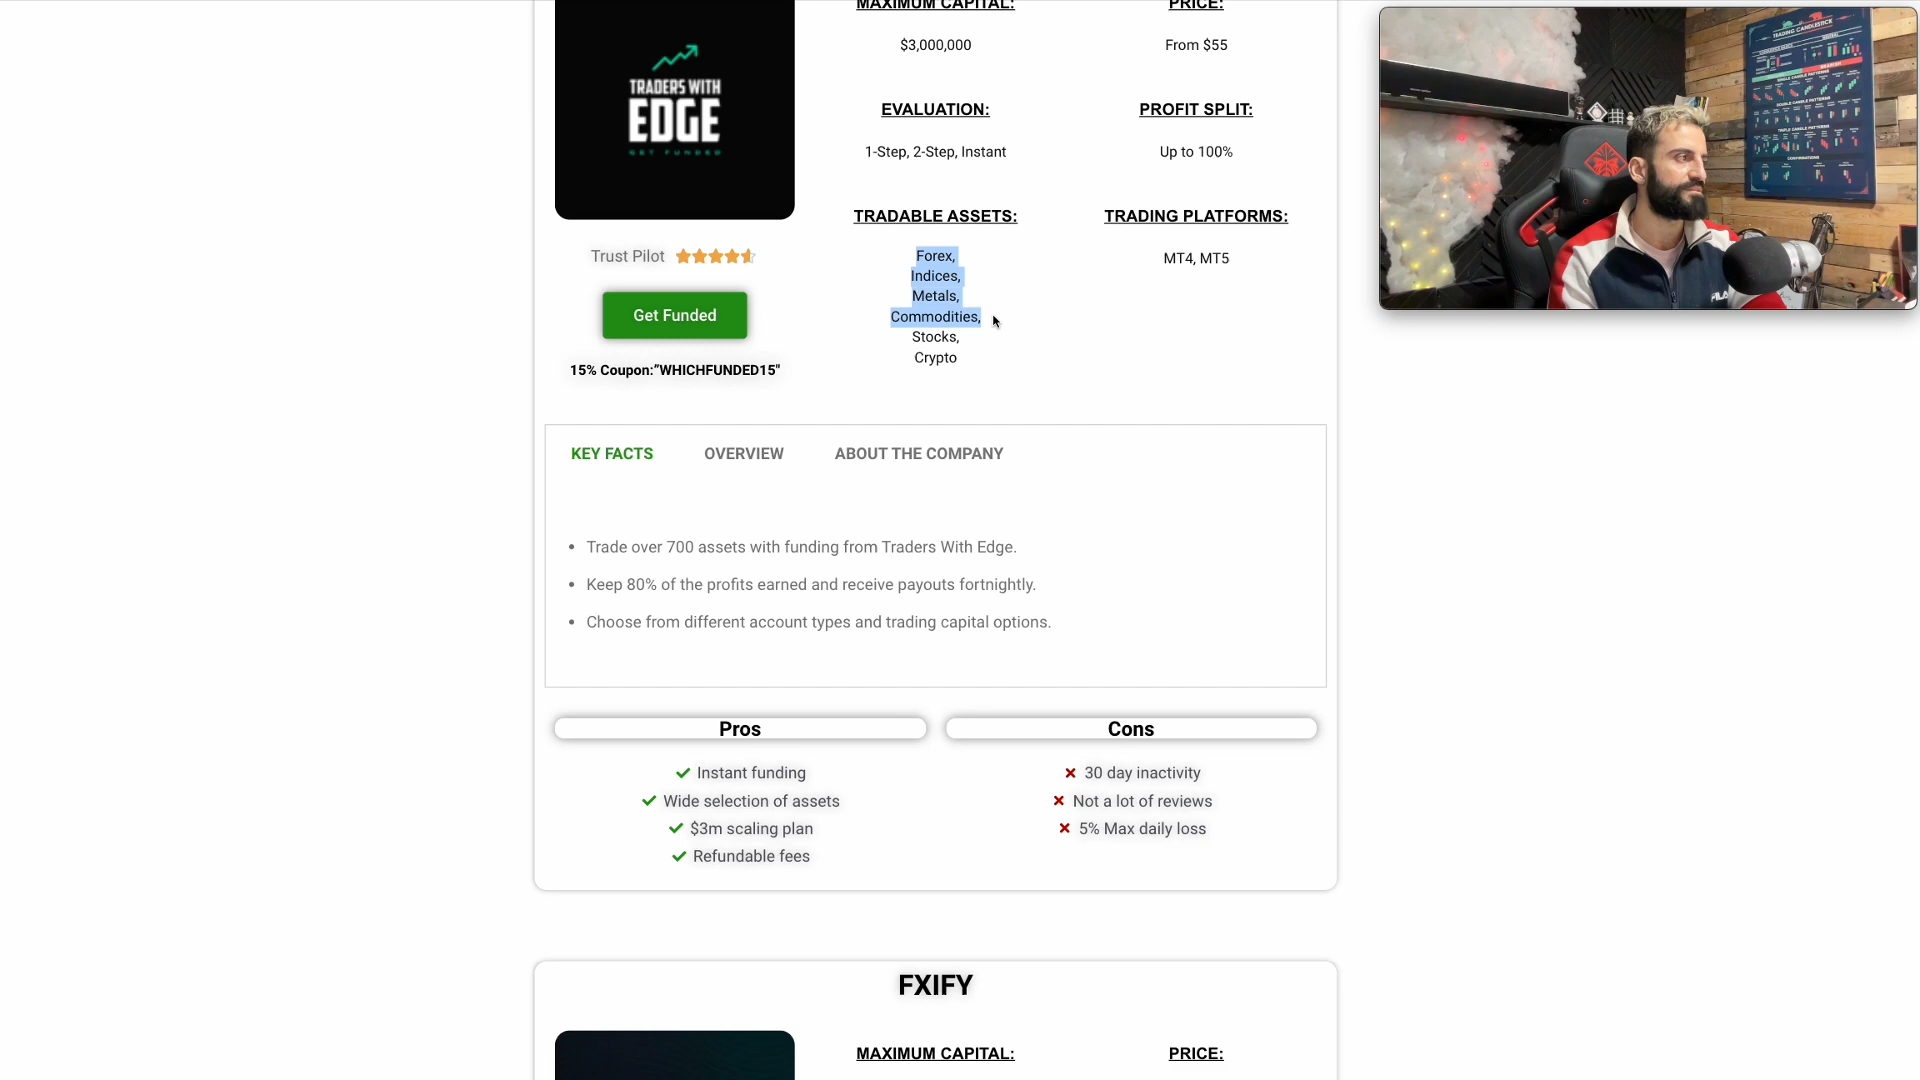 MAXIMUM CAPITAL:
PRICE:
$3,000,000
From $55
TRADERS WITH
EDGE
GET FUNDED
EVALUATION:
PROFIT SPLIT:
1-Step, 2-Step, Instant
Up to 100%
TRADABLE ASSETS:
TRADING PLATFORMS:
Trust Pilot
Forex,
Indices,
Metals,
Commodities,
Stocks,
Crypto
MT4, MT5
Get Funded
15% Coupon:"WHICHFUNDED15"
KEY FACTS
OVERVIEW
ABOUT THE COMPANY
• Trade over 700 assets with funding from Traders With Edge.
• Keep 80% of the profits earned and receive payouts fortnightly.
• Choose from different account types and trading capital options.
Pros
Cons
Instant funding
Wide selection of assets
$3m scaling plan
Refundable fees
30 day inactivity
Not a lot of reviews
5% Max daily loss
FXIFY
MAXIMUM CAPITAL:
PRICE:
TRADING CANDLESTICK
FILA